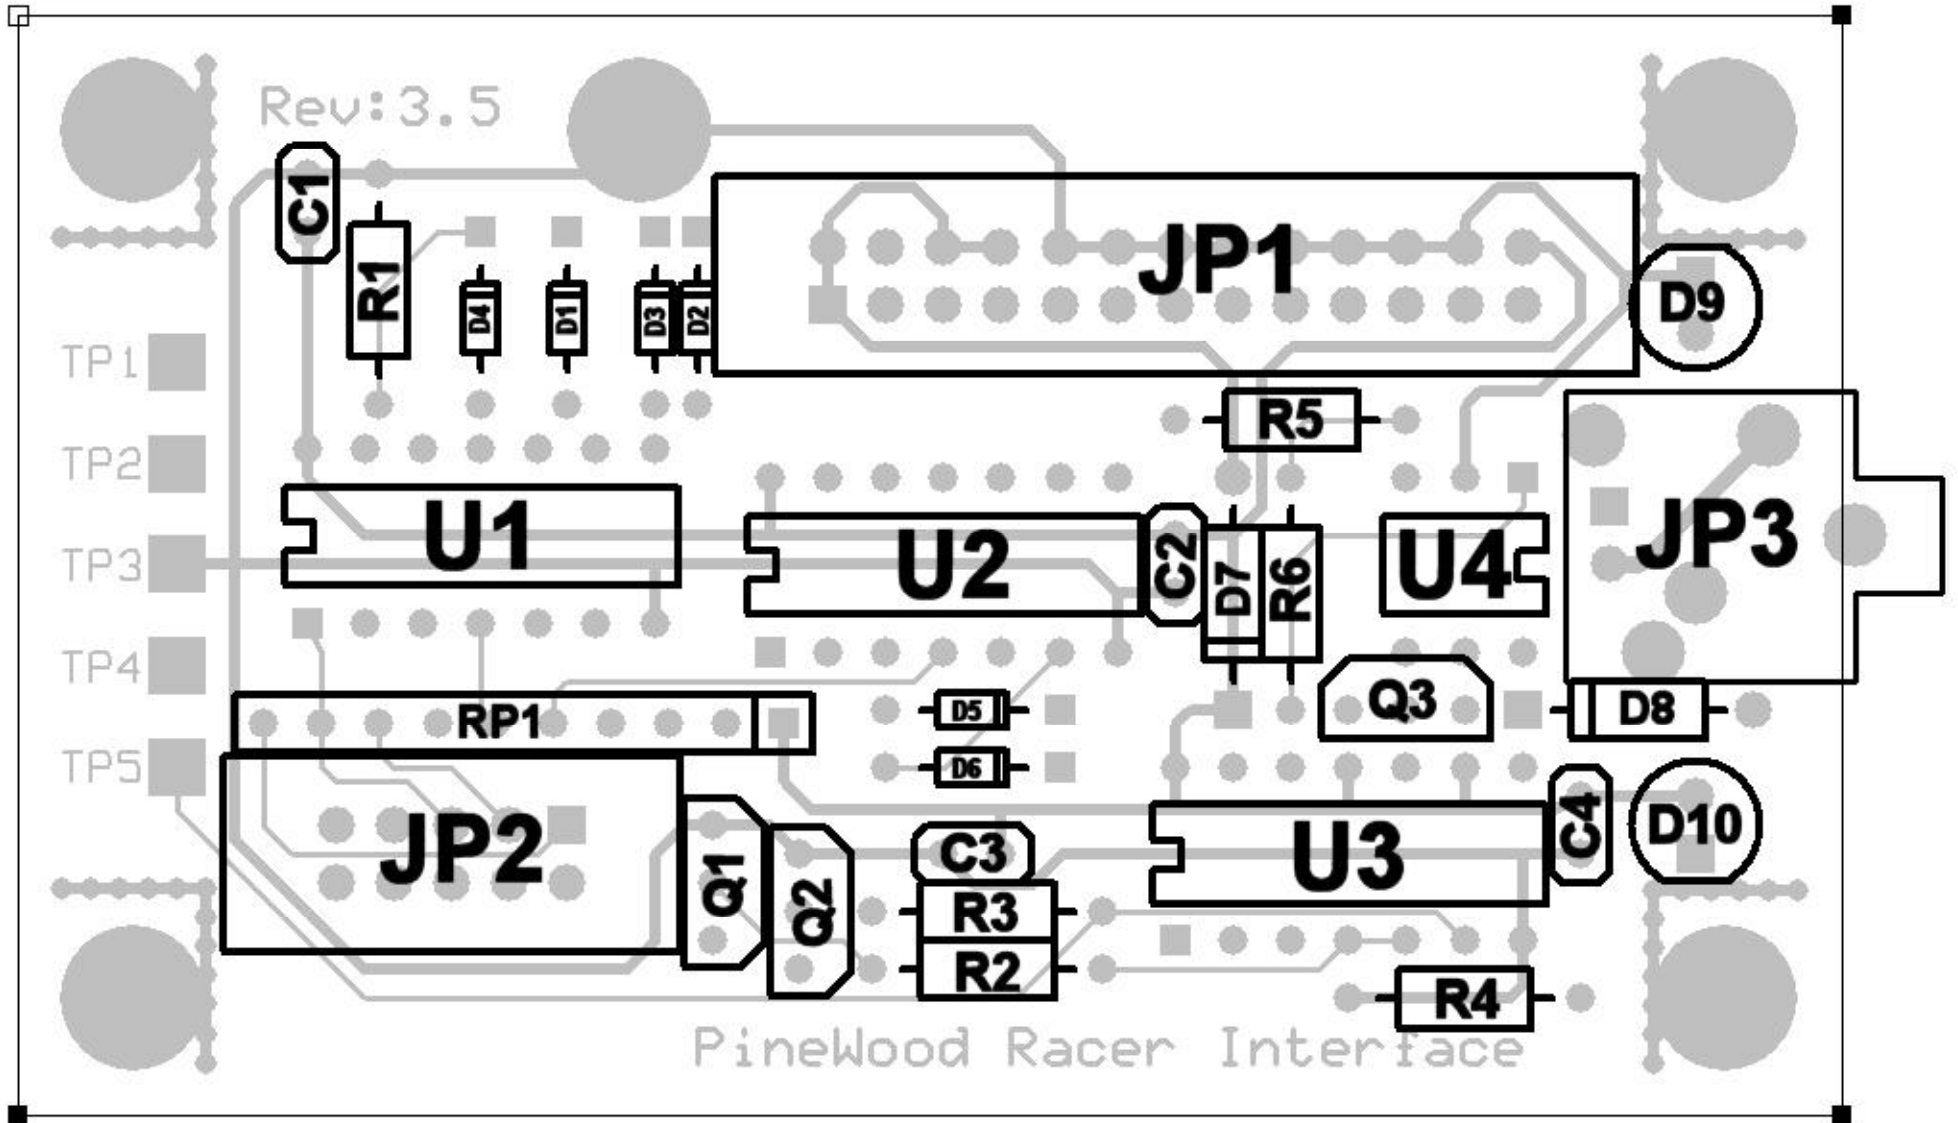 Rev:3.5
C1
R1
D4
D1
D3
D2
JP1
D9
TP1
R5
TP2
U1
U2
C2
D7
R6
U4
JP3
TP3
TP4
RP1
D5
Q3
D8
TP5
D6
JP2
Q1
Q2
C3
U3
C4
D10
R3
R2
R4
PineWood Racer Interface